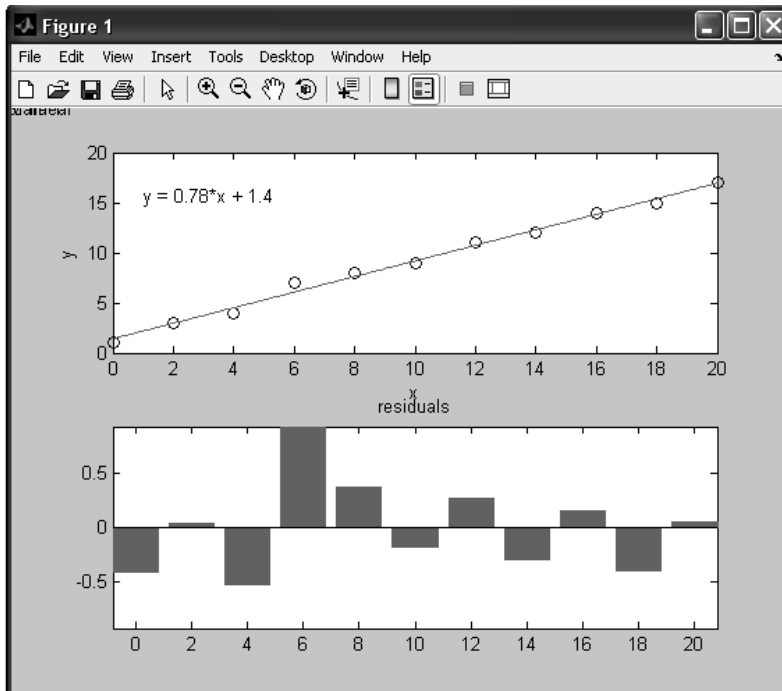 Figure 1
File Edit View Insert Tools Desktop Window Help
20
15
10
5
0
y
y = 0.78*x + 1.4
0 2 4 6 8 10 12 14 16 18 20
x
residuals
0.5
0
-0.5
0 2 4 6 8 10 12 14 16 18 20